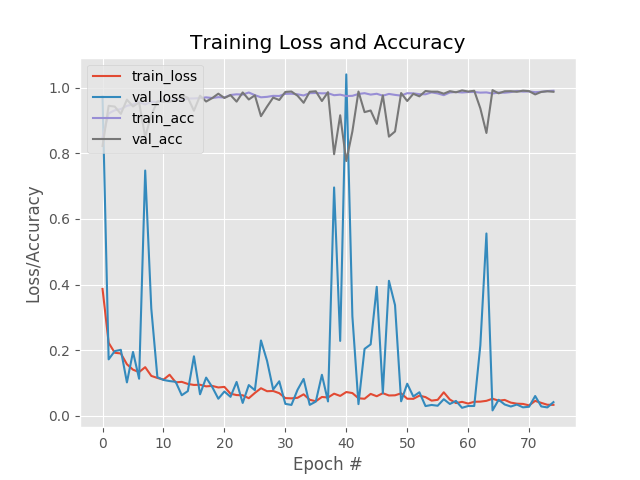 Training Loss and Accuracy
train_loss
val_loss
train_acc
val_acc
1.0
0.8
0.6
0.4
0.2
0.0
Loss/Accuracy
0 10 20 30 40 50 60 70
Epoch #